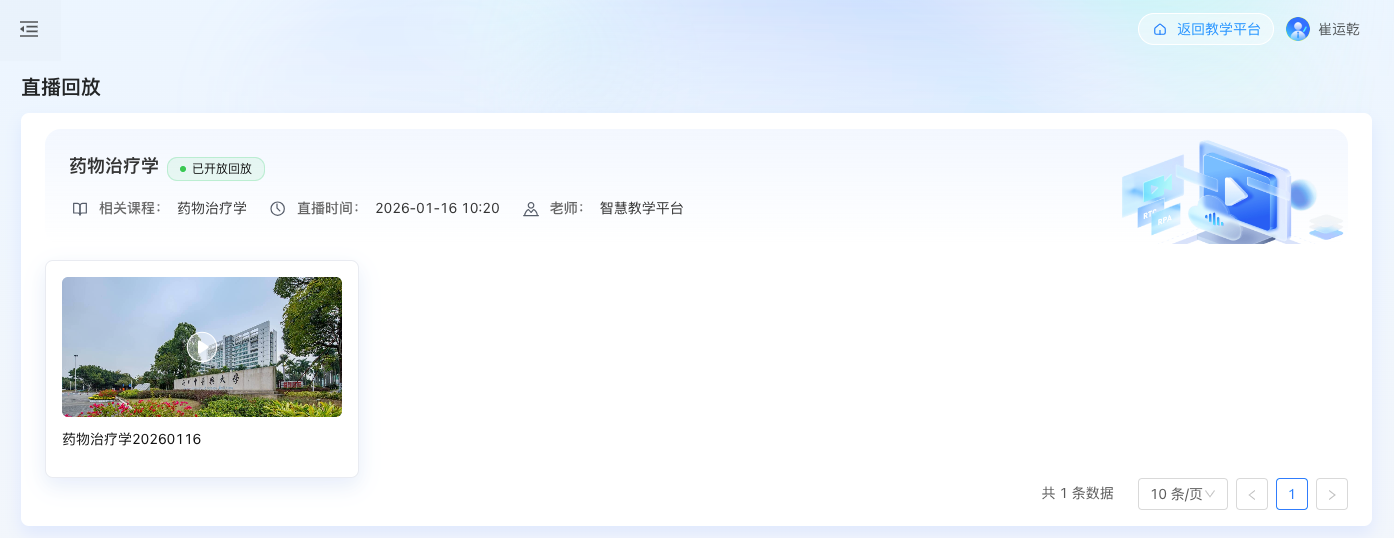 返回教学平台
崔运乾
直播回放
药物治疗学
已开放回放
相关课程： 药物治疗学 直播时间： 2026-01-16 10:20 老师： 智慧教学平台
药物治疗学20260116
共 1 条数据 10 条/页 < 1 >